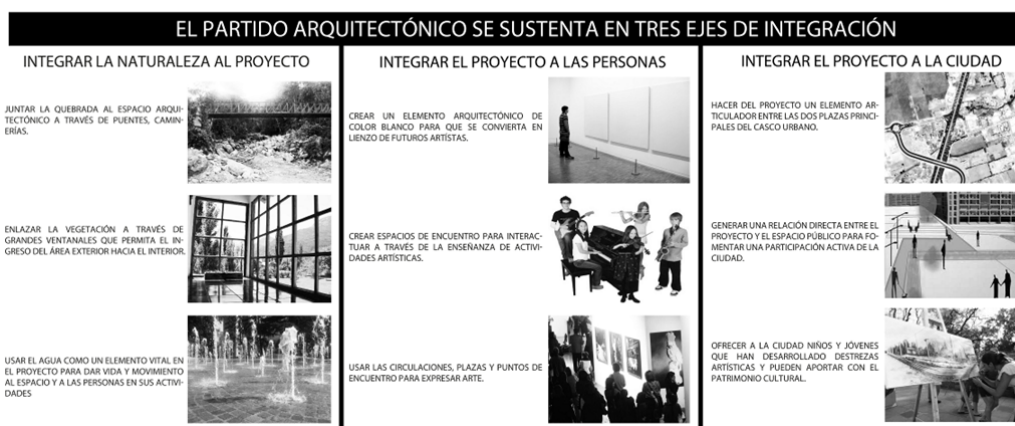 EL PARTIDO ARQUITECTÓNICO SE SUSTENTA EN TRES EJES DE INTEGRACIÓN
INTEGRAR LA NATURALEZA AL PROYECTO
JUNTAR LA QUEBRADA AL ESPACIO ARQUI-
TECTÓNICO A TRAVÉS DE PUENTES, CAMIN-
ERÍAS.
ENLAZAR LA VEGETACIÓN A TRAVÉS DE
GRANDES VENTANALES QUE PERMITA EL IN-
GRESO DEL ÁREA EXTERIOR HACIA EL INTERIOR.
USAR EL AGUA COMO UN ELEMENTO VITAL EN
EL PROYECTO PARA DAR VIDA Y MOVIMIENTO
AL ESPACIO Y A LAS PERSONAS EN SUS ACTIVI-
DADES
INTEGRAR EL PROYECTO A LAS PERSONAS
CREAR UN ELEMENTO ARQUITECTÓNICO DE
COLOR BLANCO PARA QUE SE CONVIERTA EN
LIENZO DE FUTUROS ARTÍSTAS.
CREAR ESPACIOS DE ENCUENTRO PARA INTERAC-
TUAR A TRAVÉS DE LA ENSEÑANZA DE ACTIVI-
DADES ARTÍSTICAS.
USAR LAS CIRCULACIONES, PLAZAS Y PUNTOS DE
ENCUENTRO PARA EXPRESAR ARTE.
INTEGRAR EL PROYECTO A LA CIUDAD
HACER DEL PROYECTO UN ELEMENTO AR-
TICULADOR ENTRE LAS DOS PLAZAS PRINCI-
PALES DEL CASCO URBANO.
GENERAR UNA RELACIÓN DIRECTA ENTRE EL
PROYECTO Y EL ESPACIO PÚBLICO PARA FO-
MENTAR UNA PARTICIPACIÓN ACTIVA DE LA
CIUDAD.
OFRECER A LA CIUDAD NIÑOS Y JÓVENES
QUE HAN DESARROLLADO DESTREZAS
ARTÍSTICAS Y PUEDEN APORTAR CON EL
PATRIMONIO CULTURAL.